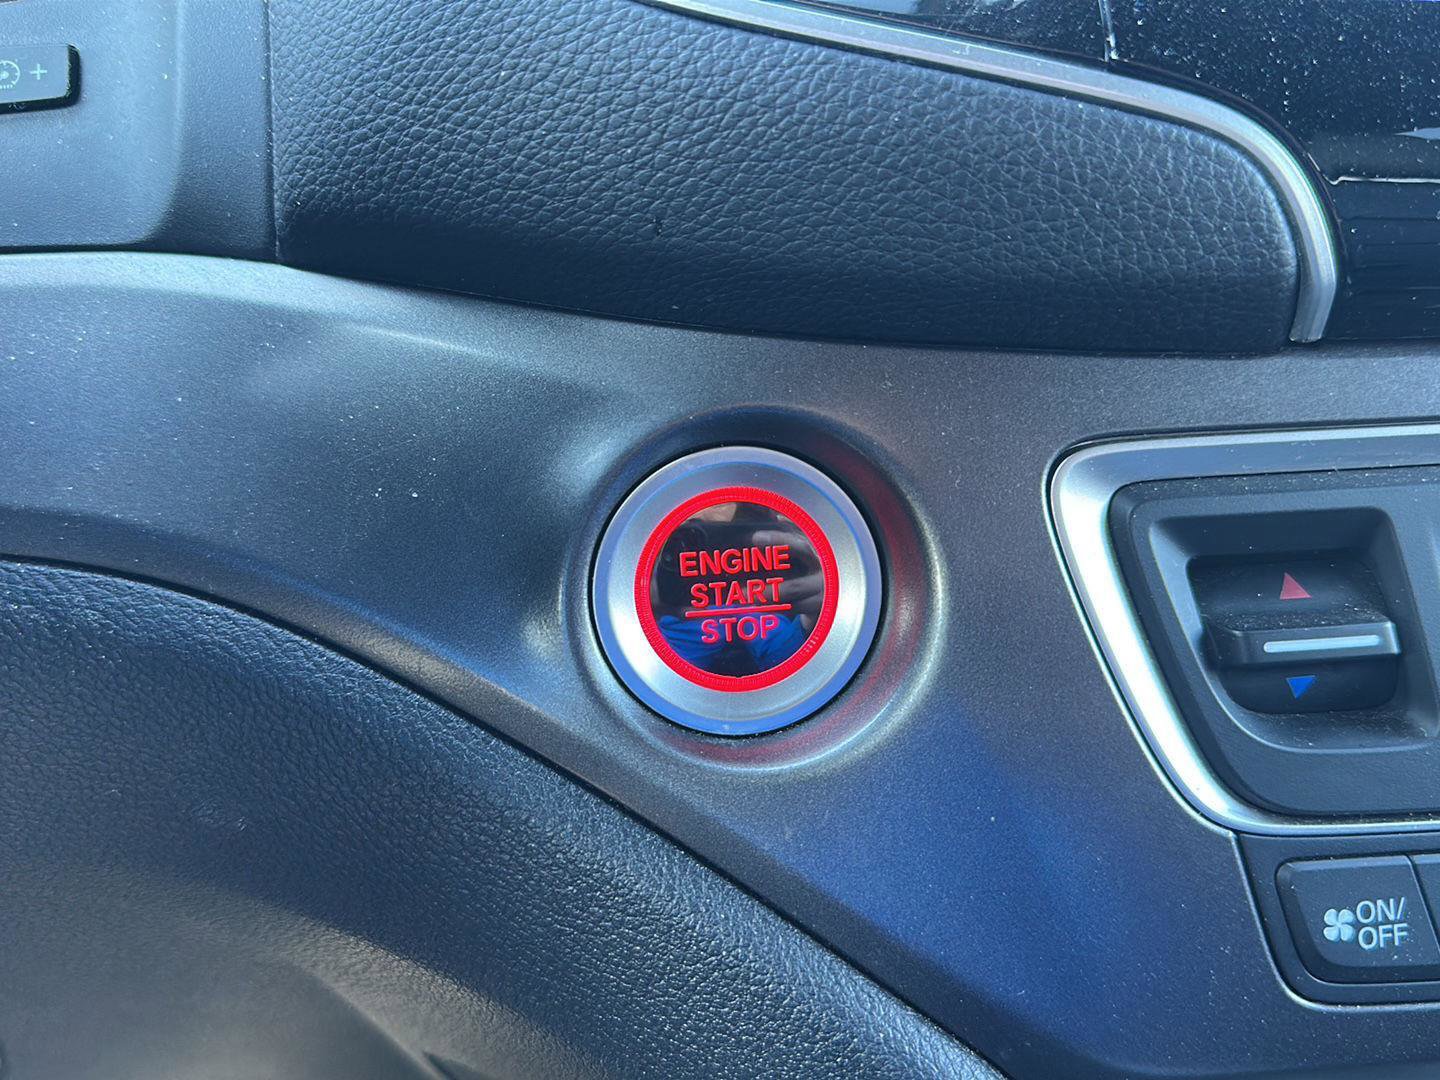 +
ENGINE
START
STOP
ON/
OFF